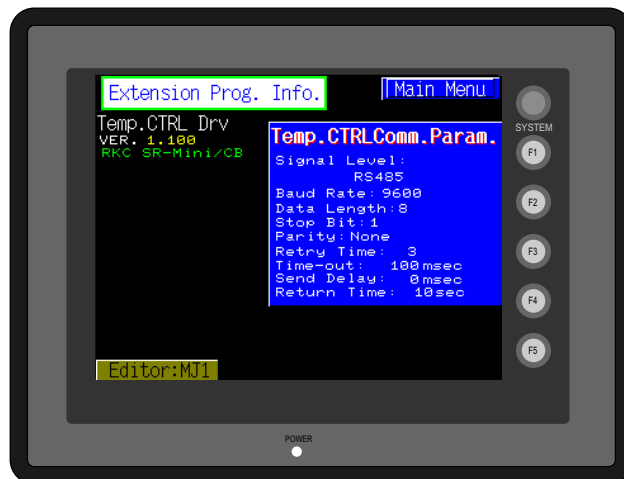 Extension Prog. Info.
Main Menu
Temp.CTRL Drv
VER. 1.100
RKC SR-Mini/CB
Temp.CTRLComm.Param.
Signal Level:
RS485
Baud Rate: 9600
Data Length:8
Stop Bit:1
Parity:None
Retry Time: 3
Time-out: 100msec
Send Delay: 0msec
Return Time: 10sec
Editor:MJ1
SYSTEM
F1
F2
F3
F4
F5
POWER